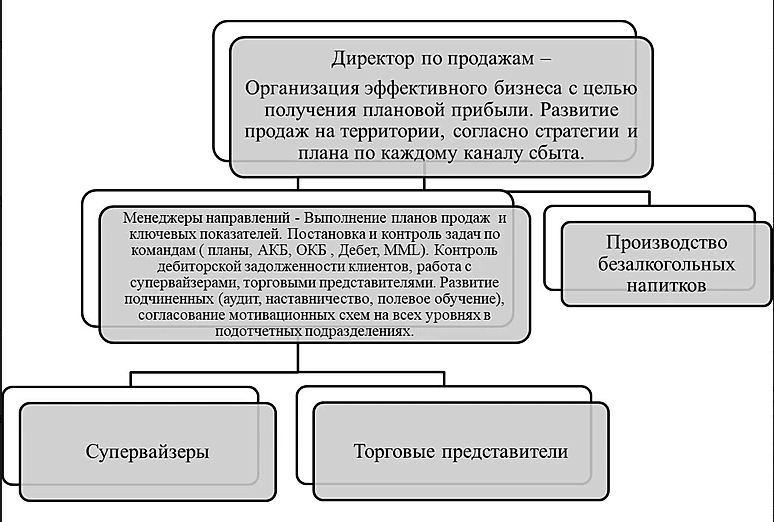 Директор по продажам –
Организация эффективного бизнеса с целью
получения плановой прибыли. Развитие
продаж на территории, согласно стратегии и
плана по каждому каналу сбыта.
Менеджеры направлений - Выполнение планов продаж и
ключевых показателей. Постановка и контроль задач по
командам ( планы, АКБ, ОКБ , Дебет, MML). Контроль
дебиторской задолженности клиентов, работа с
супервайзерами, торговыми представителями. Развитие
подчиненных (аудит, наставничество, полевое обучение),
согласование мотивационных схем на всех уровнях в
подотчетных подразделениях.
Производство
безалкогольных
напитков
Супервайзеры
Торговые представители